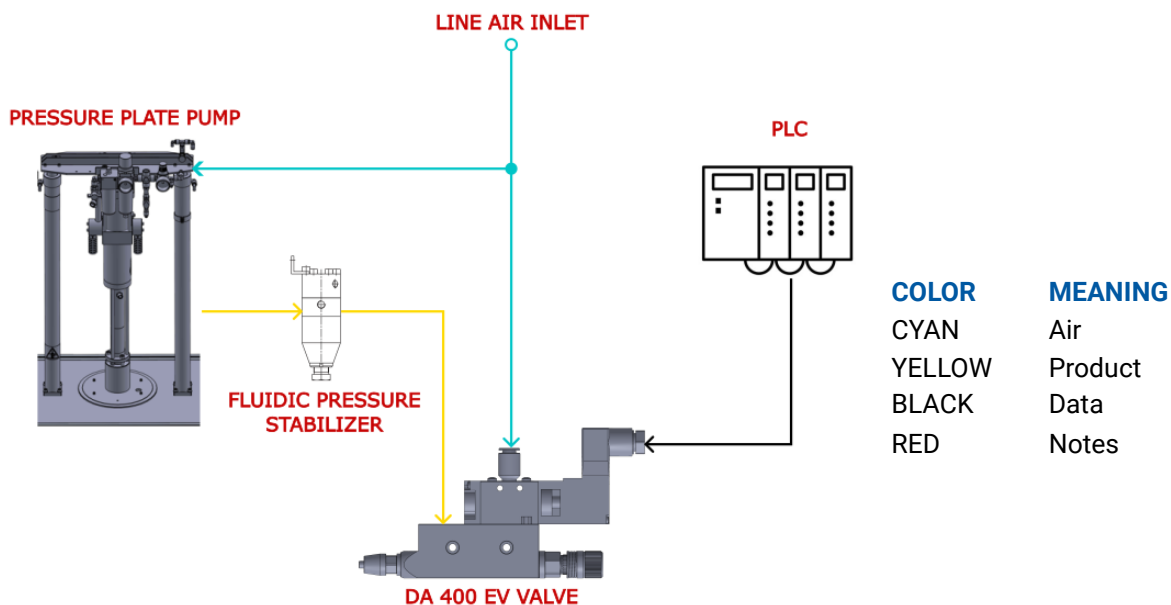 LINE AIR INLET
PRESSURE PLATE PUMP
PLC
FLUIDIC PRESSURE
STABILIZER
DA 400 EV VALVE
COLOR MEANING
CYAN Air
YELLOW Product
BLACK Data
RED Notes